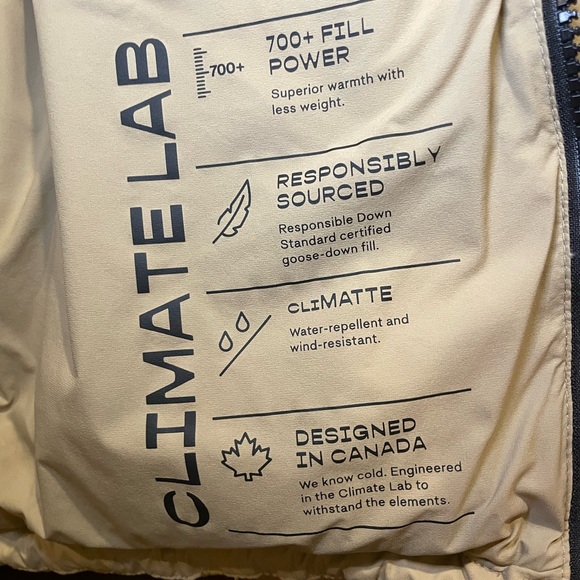 CLIMATE LAB
700+
700+ FILL
POWER
Superior warmth with
less weight.
RESPONSIBLY
SOURCED
Responsible Down
Standard certified
goose-down fill.
CLIMATTE
Water-repellent and
wind-resistant.
DESIGNED
IN CANADA
We know cold. Engineered
in the Climate Lab to
withstand the elements.